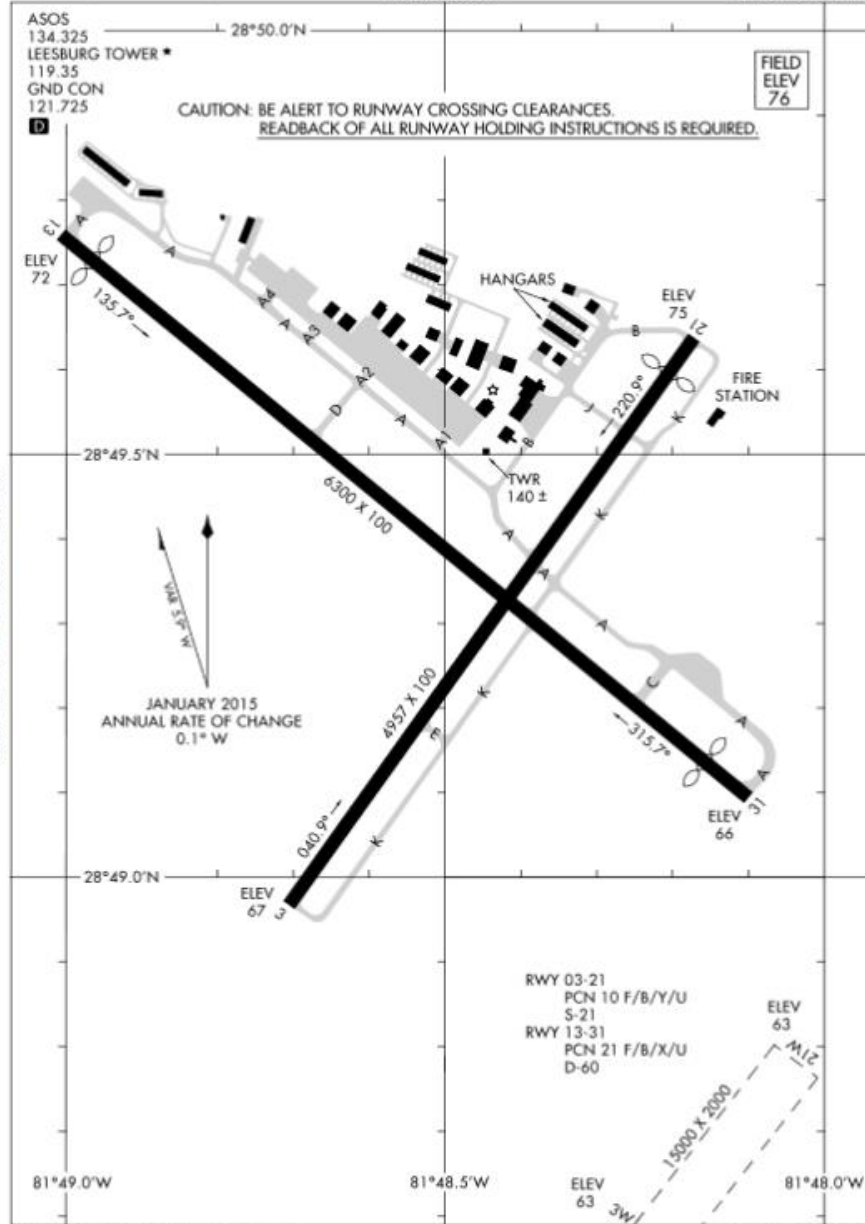 ASOS
134.325
LEESBURG TOWER *
119.35
GND CON
121.725
D
28°50.0'N
FIELD
ELEV
76
CAUTION: BE ALERT TO RUNWAY CROSSING CLEARANCES.
READBACK OF ALL RUNWAY HOLDING INSTRUCTIONS IS REQUIRED.
13
A
A
ELEV
72
135.7°
A4
A
A3
A2
D
A
A1
HANGARS
ELEV
75
21
B
220.9°
FIRE
STATION
K
J
B
28°49.5'N
TWR
140 ±
6300 X 100
K
A
A
A
VAR 5.9° W
JANUARY 2015
ANNUAL RATE OF CHANGE
0.1° W
4957 X 100
K
C
E
315.7°
A
A
31
ELEV
66
040.9°
K
28°49.0'N
ELEV
67
3
RWY 03-21
PCN 10 F/B/Y/U
S-21
RWY 13-31
PCN 21 F/B/X/U
D-60
ELEV
63
21W
15000 X 2000
81°49.0'W
81°48.5'W
ELEV
63
3W
81°48.0'W